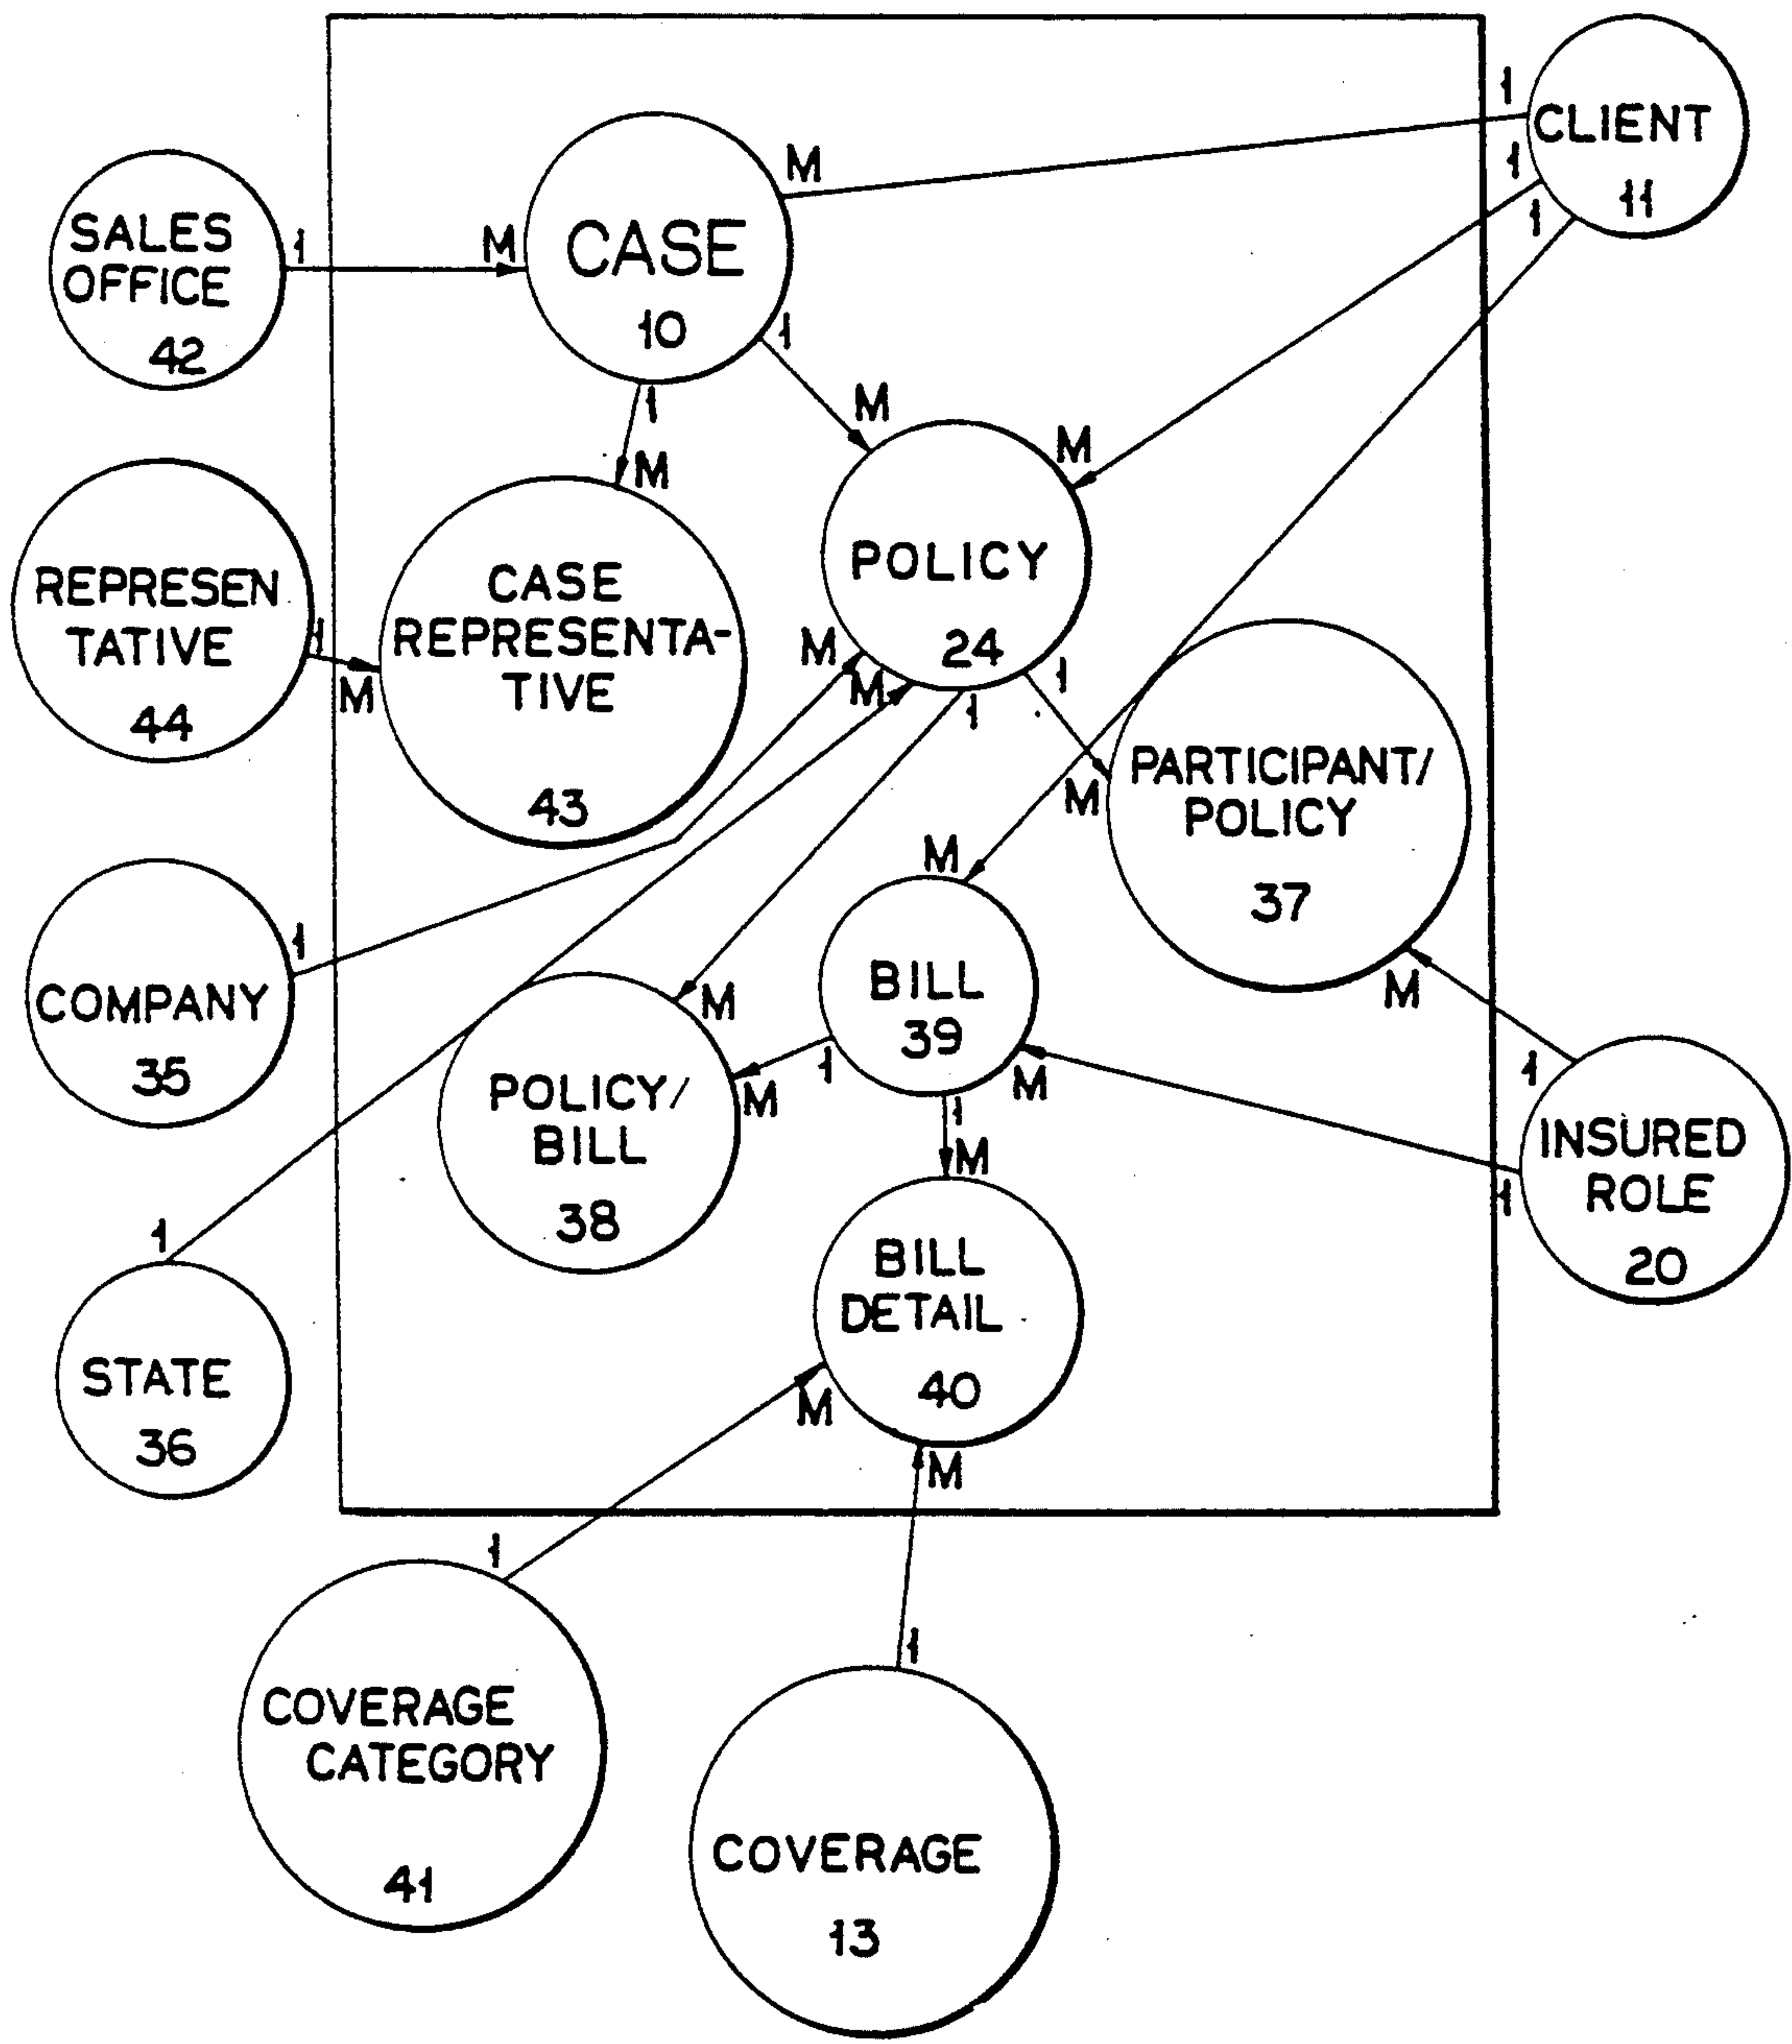 1
CLIENT
1
11
1
M
CASE
10
SALES
OFFICE
42
1
M
1
M
1
M
M
POLICY
24
REPRESEN
TATIVE
44
1
M
CASE
REPRESENTA-
TIVE
43
M
M
1
1
M
PARTICIPANT/
POLICY
37
M
COMPANY
35
1
M
BILL
39
1
M
M
M
POLICY/
BILL
38
1
M
1
1
INSURED
ROLE
20
BILL
DETAIL
40
1
STATE
36
M
M
1
COVERAGE
CATEGORY
41
1
COVERAGE
13